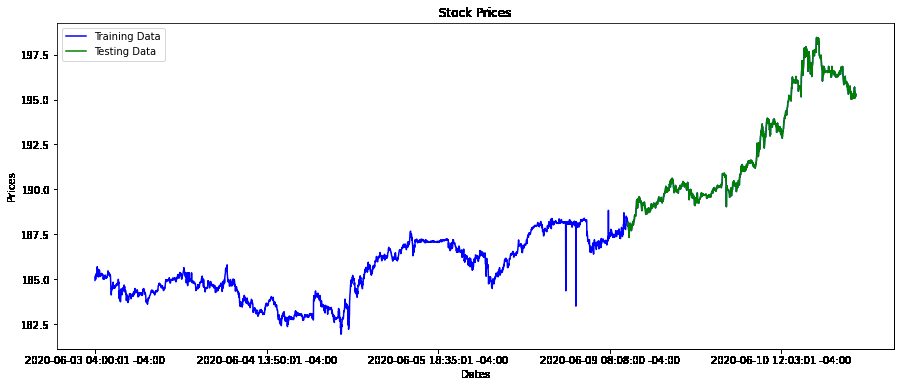 Stock Prices
Training Data
Testing Data
197.5
195.0
192.5
190.0
187.5
185.0
182.5
Prices
2020-06-03 04:00:01 -04:00
2020-06-04 13:50:01 -04:00
2020-06-05 18:35:01 -04:00
2020-06-09 08:08:00 -04:00
2020-06-10 12:03:01 -04:00
Dates